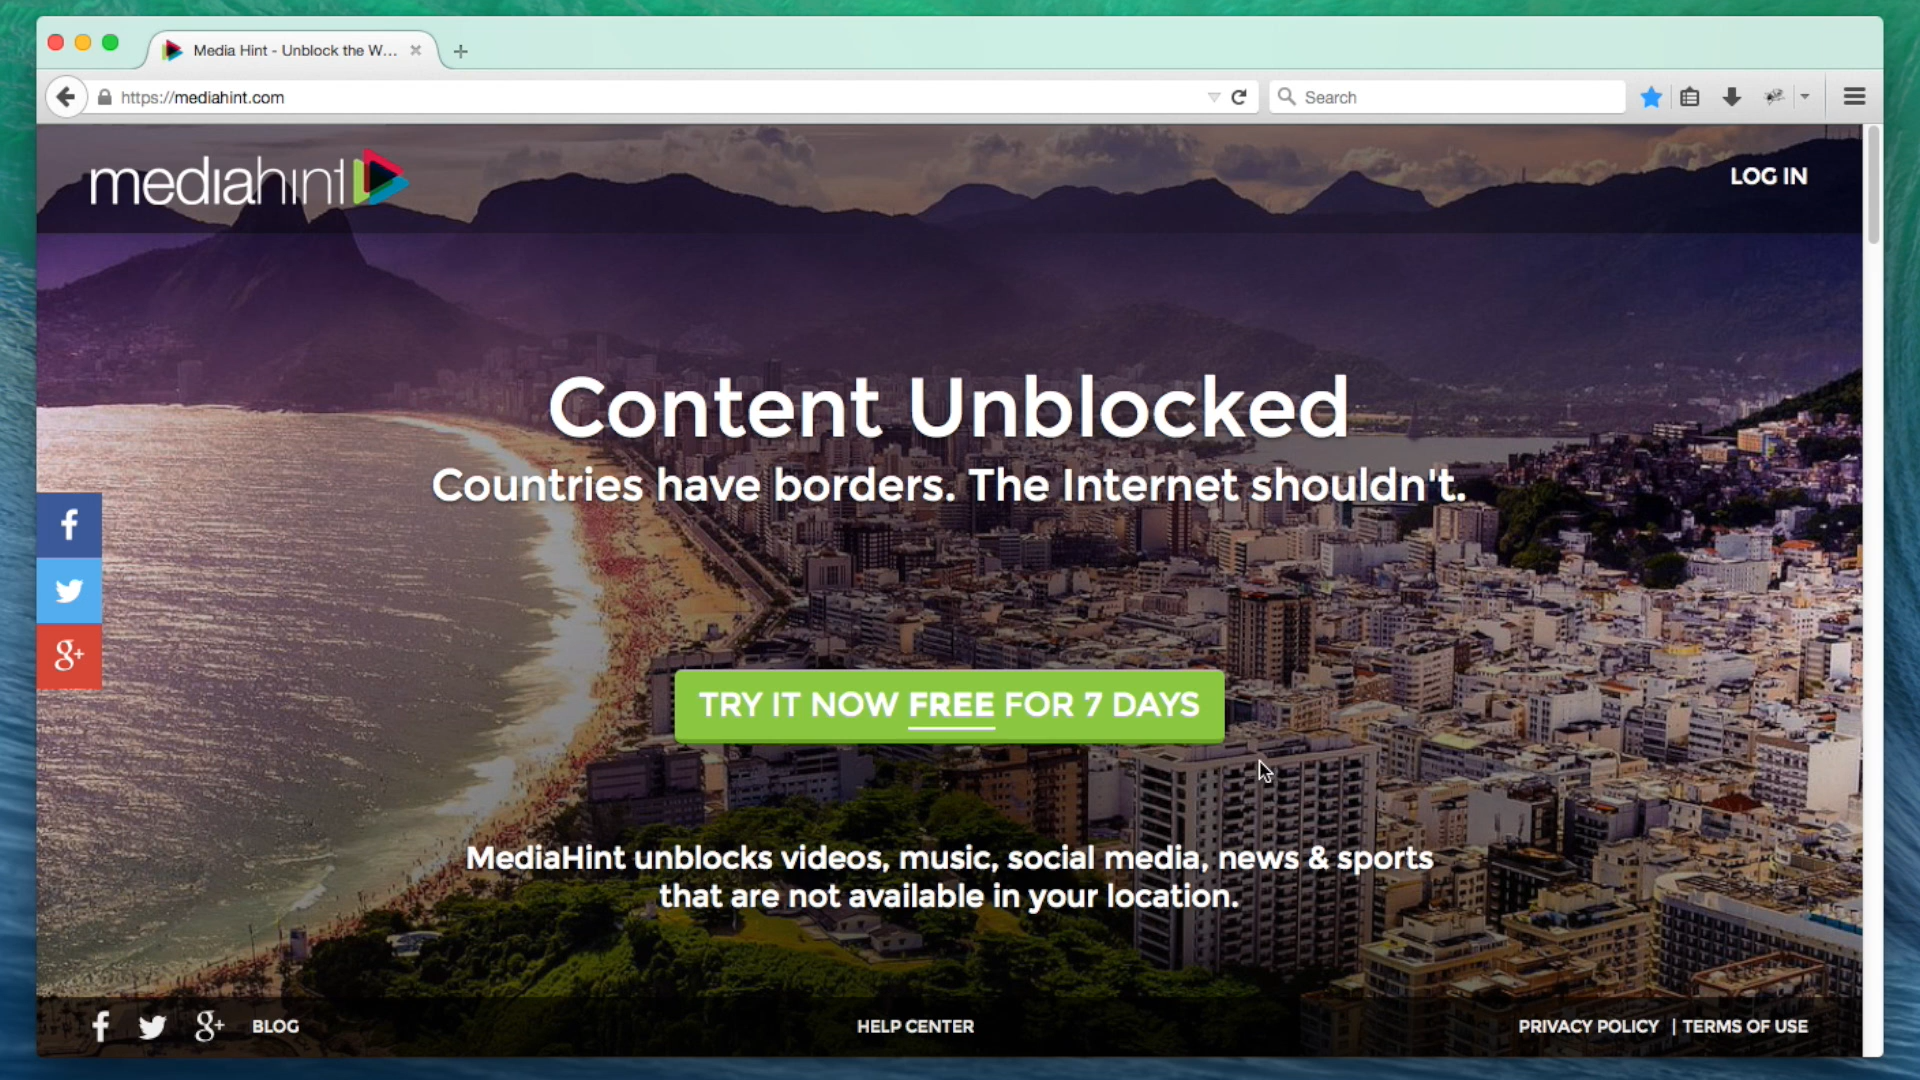 Media Hint - Unblock the W...
https://mediahint.com
Search
mediahint
LOG IN
Content Unblocked
Countries have borders. The Internet shouldn't.
f
g+
TRY IT NOW FREE FOR 7 DAYS
MediaHint unblocks videos, music, social media, news & sports
that are not available in your location.
f
g+
BLOG
HELP CENTER
PRIVACY POLICY | TERMS OF USE